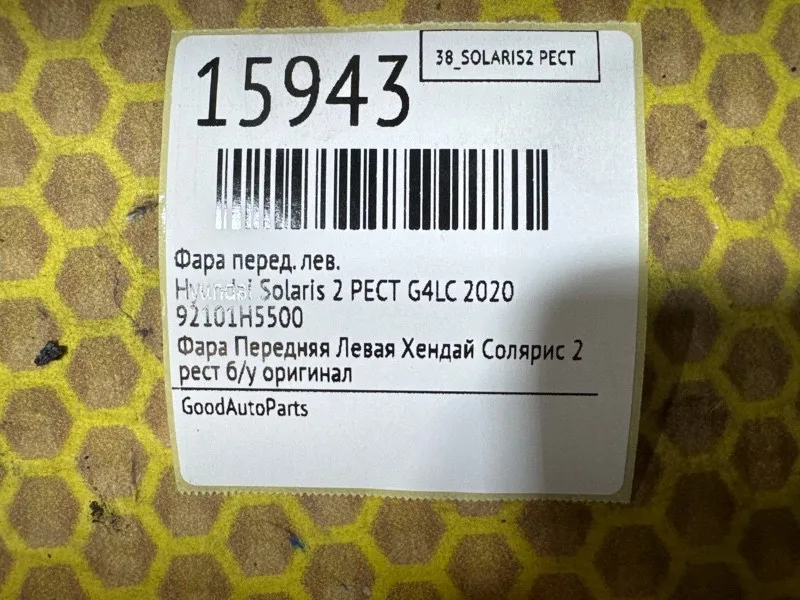 15943
38_SOLARIS2 РЕСТ
Фара перед. лев.
Hyundai Solaris 2 РЕСТ G4LC 2020
92101H5500
Фара Передняя Левая Хендай Солярис 2
рест б/у оригинал
GoodAutoParts